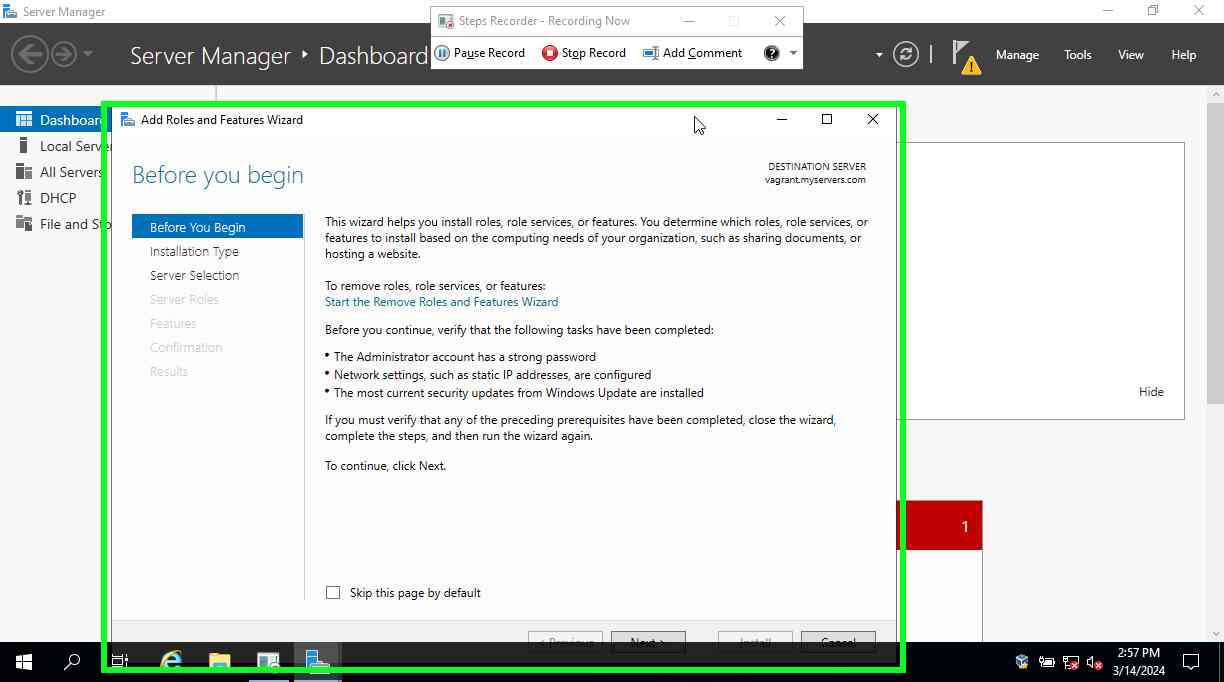 Server Manager
Steps Recorder - Recording Now
Pause Record
Stop Record
Add Comment
Server Manager
Dashboard
Manage
Tools
View
Help
Dashboard
Local Server
All Servers
DHCP
File and Sto
Add Roles and Features Wizard
Before you begin
DESTINATION SERVER
vagrant.myservers.com
Before You Begin
Installation Type
Server Selection
Server Roles
Features
Confirmation
Results
This wizard helps you install roles, role services, or features. You determine which roles, role services, or
features to install based on the computing needs of your organization, such as sharing documents, or
hosting a website.
To remove roles, role services, or features:
Start the Remove Roles and Features Wizard
Before you continue, verify that the following tasks have been completed:
• The Administrator account has a strong password
• Network settings, such as static IP addresses, are configured
• The most current security updates from Windows Update are installed
If you must verify that any of the preceding prerequisites have been completed, close the wizard,
complete the steps, and then run the wizard again.
To continue, click Next.
Skip this page by default
< Previous
Next >
Install
Cancel
Hide
1
2:57 PM
3/14/2024